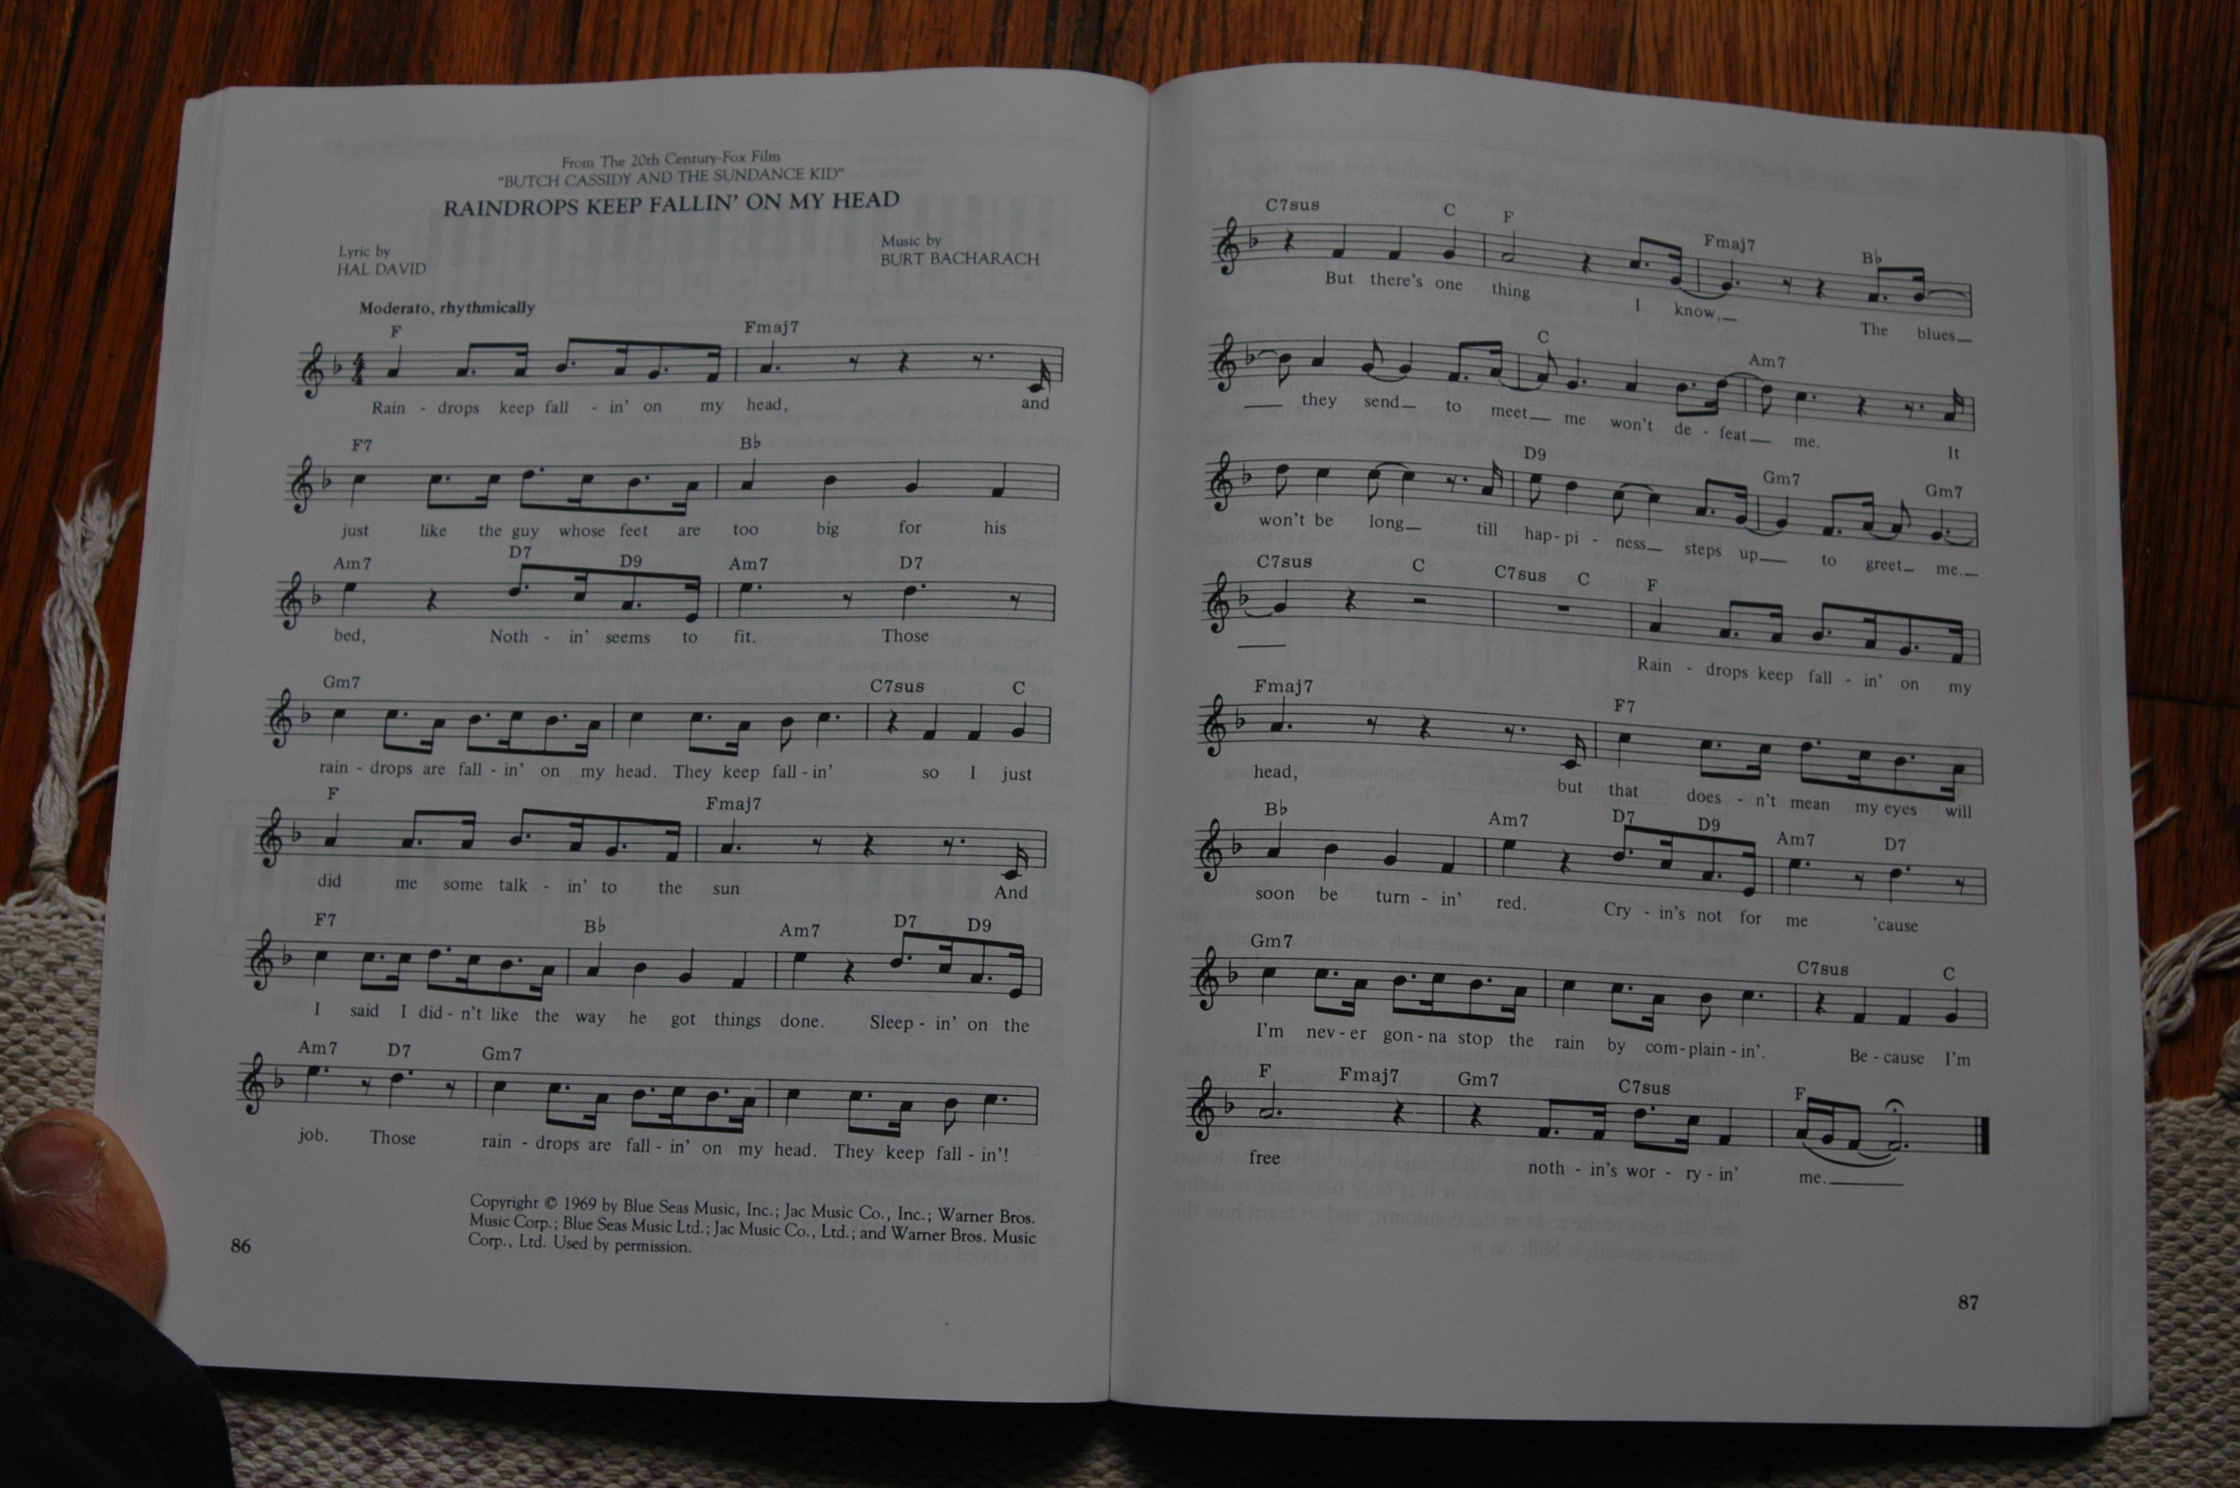 From The 20th Century-Fox Film
"BUTCH CASSIDY AND THE SUNDANCE KID"
RAINDROPS KEEP FALLIN' ON MY HEAD
Lyric by
HAL DAVID
Music by
BURT BACHARACH
Moderato, rhythmically
F Fmaj7
Rain - drops keep fall - in' on my head, and
F7 B♭
just like the guy whose feet are too big for his
Am7 D7 D9 Am7 D7
bed, Noth - in' seems to fit. Those
Gm7 C7sus C
rain - drops are fall - in' on my head. They keep fall - in' so I just
F Fmaj7
did me some talk - in' to the sun And
F7 B♭ Am7 D7 D9
I said I did - n't like the way he got things done. Sleep - in' on the
Am7 D7 Gm7
job. Those rain - drops are fall - in' on my head. They keep fall - in'!
Copyright © 1969 by Blue Seas Music, Inc.; Jac Music Co., Inc.; Warner Bros.
Music Corp.; Blue Seas Music Ltd.; Jac Music Co., Ltd.; and Warner Bros. Music
Corp., Ltd. Used by permission.
86
C7sus C F Fmaj7 B♭
But there's one thing I know, The blues
C Am7
they send to meet me won't de - feat me. It
D9 Gm7 Gm7
won't be long till hap - pi - ness steps up to greet me.
C7sus C C7sus C F
Rain - drops keep fall - in' on my
Fmaj7 F7
head, but that does - n't mean my eyes will
B♭ Am7 D7 D9 Am7 D7
soon be turn - in' red. Cry - in's not for me 'cause
Gm7 C7sus C
I'm nev - er gon - na stop the rain by com - plain - in'. Be - cause I'm
F Fmaj7 Gm7 C7sus F
free noth - in's wor - ry - in' me.
87